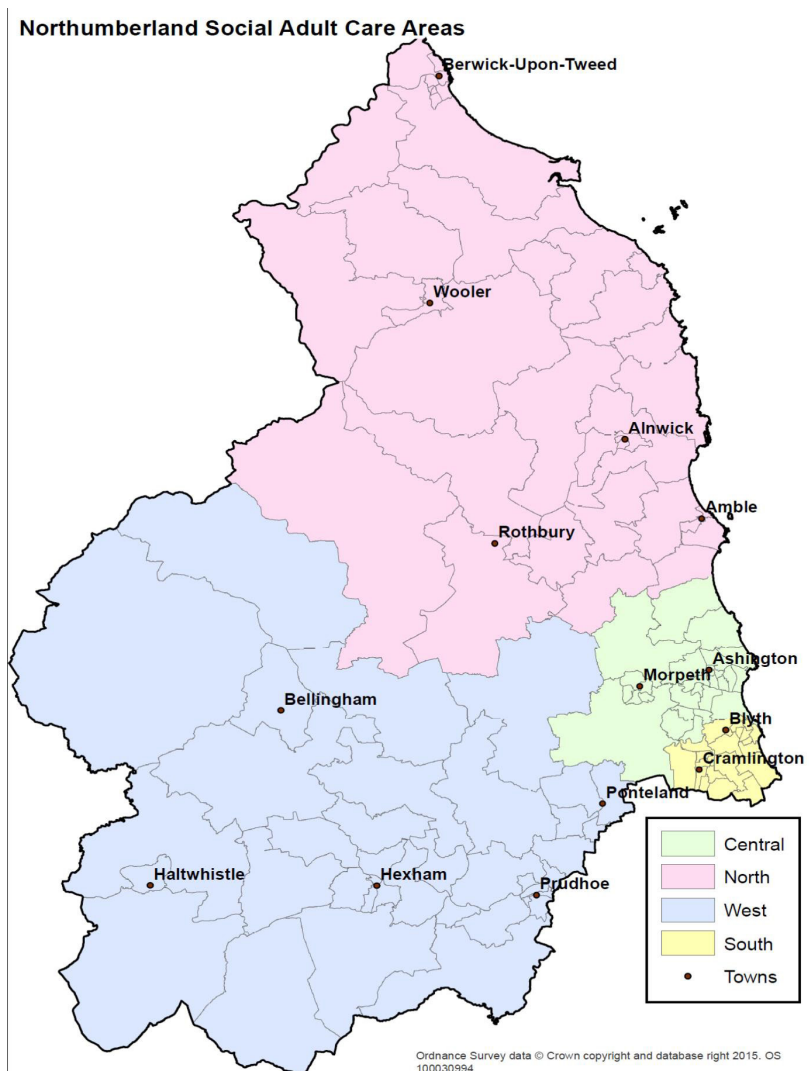 Northumberland Social Adult Care Areas
Berwick-Upon-Tweed
Wooler
Alnwick
Amble
Rothbury
Ashington
Morpeth
Bellingham
Blyth
Cramlington
Ponteland
Haltwhistle
Hexham
Prudhoe
Central
North
West
South
Towns
Ordnance Survey data © Crown copyright and database right 2015. OS
100030994